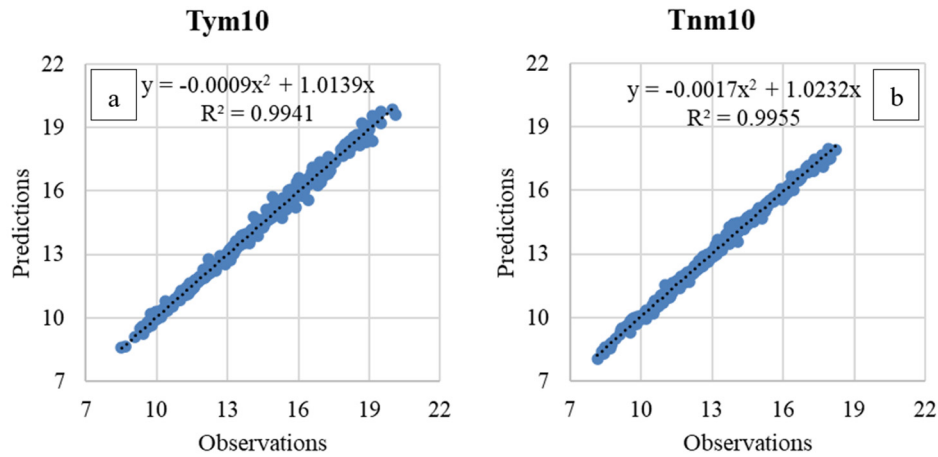 Tym10
22
a
y = -0.0009x² + 1.0139x
R² = 0.9941
19
16
13
10
7
Predictions
7 10 13 16 19 22
Observations
Tnm10
22
y = -0.0017x² + 1.0232x
b
R² = 0.9955
19
16
13
10
7
Predictions
7 10 13 16 19 22
Observations